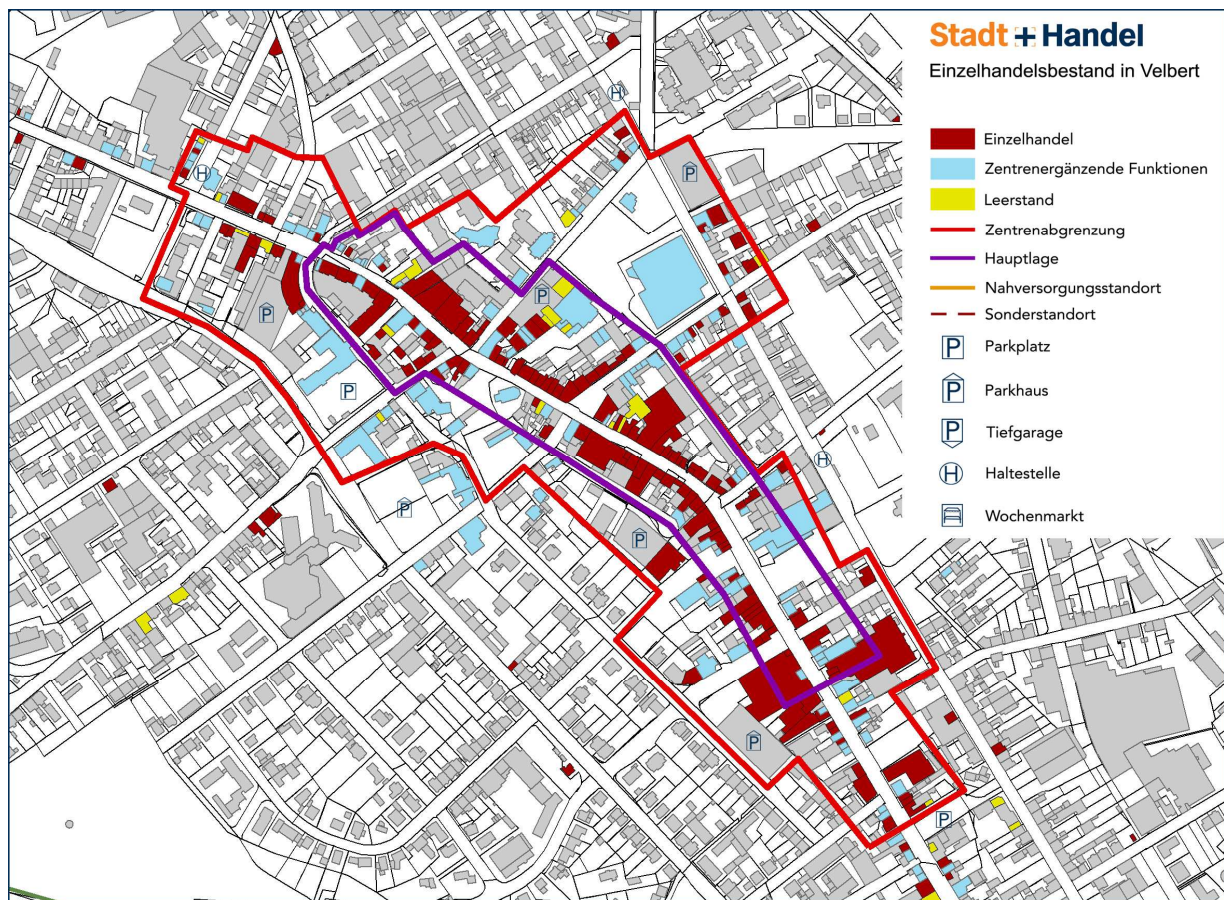 Stadt + Handel
Einzelhandelsbestand in Velbert
Einzelhandel
Zentrenergänzende Funktionen
Leerstand
Zentrenabgrenzung
Hauptlage
Nahversorgungsstandort
Sonderstandort
P Parkplatz
P Parkhaus
P Tiefgarage
H Haltestelle
Wochenmarkt
H
P
H
P
P
P
H
P
P
P
P